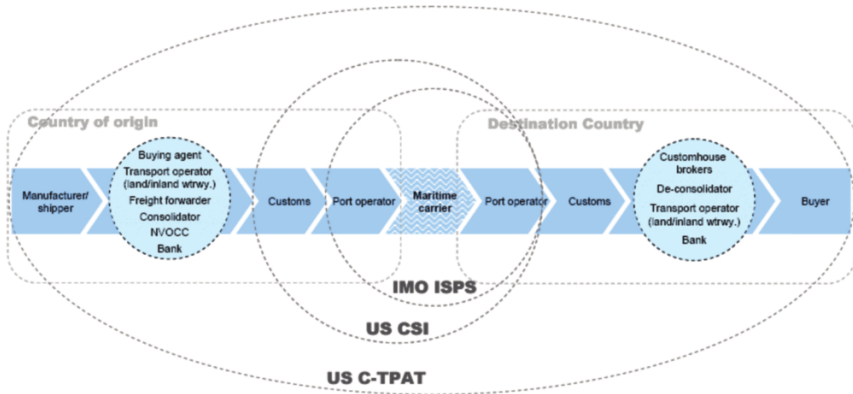 Country of origin
Destination Country
Manufacturer/
shipper
Buying agent
Transport operator
(land/inland wtrwy.)
Freight forwarder
Consolidator
NVOCC
Bank
Customs
Port operator
Maritime
carrier
Port operator
Customs
Customhouse
brokers
De-consolidator
Transport operator
(land/inland wtrwy.)
Bank
Buyer
IMO ISPS
US CSI
US C-TPAT